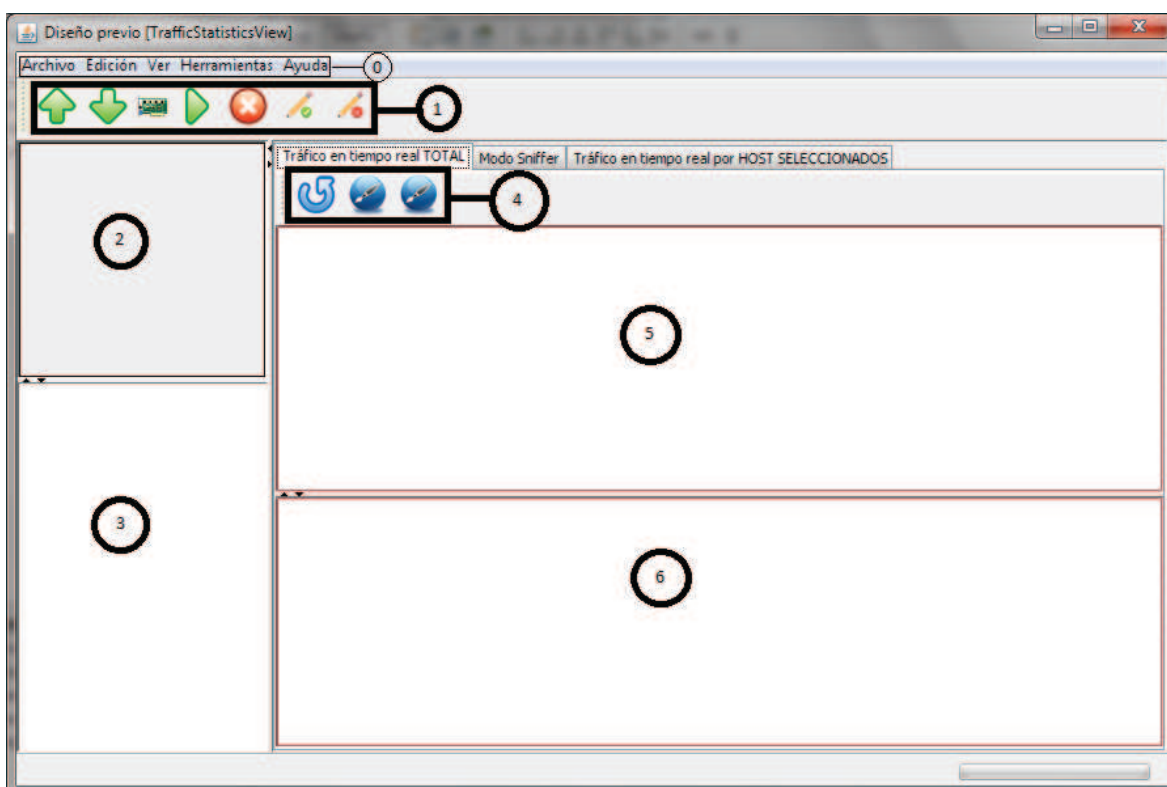 Diseño previo [TrafficStatisticsView]
Archivo Edición Ver Herramientas Ayuda 0
1
Tráfico en tiempo real TOTAL Modo Sniffer Tráfico en tiempo real por HOST SELECCIONADOS
4
2
5
3
6